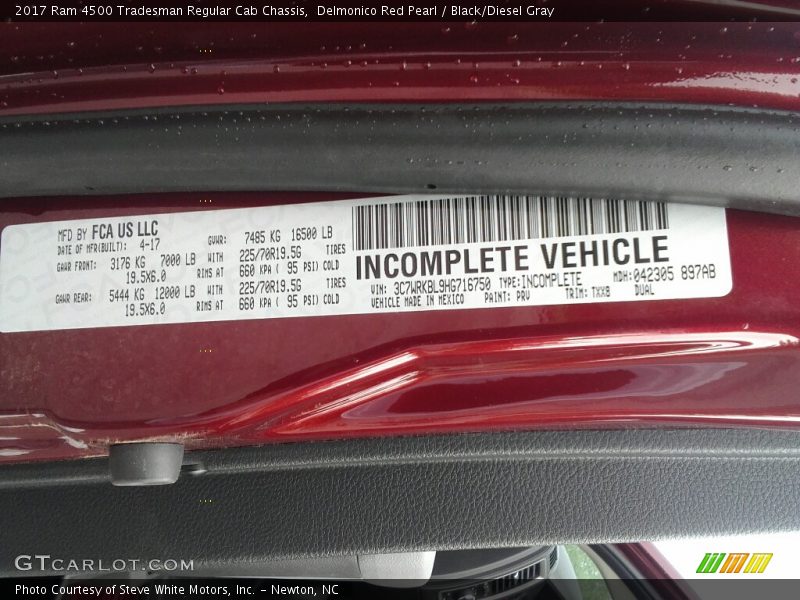 2017 Ram 4500 Tradesman Regular Cab Chassis,  Delmonico Red Pearl / Black/Diesel Gray
MFD BY FCA US LLC
DATE OF MFR(BUILT): 4-17 GVWR: 7485 KG 16500 LB
GAWR FRONT: 3176 KG 7000 LB WITH 225/70R19.5G TIRES
19.5X6.0 RIMS AT 660 KPA ( 95 PSI) COLD
GAWR REAR: 5444 KG 12000 LB WITH 225/70R19.5G TIRES
19.5X6.0 RIMS AT 660 KPA ( 95 PSI) COLD
INCOMPLETE VEHICLE
VIN: 3C7WRKBL9HG716750 TYPE: INCOMPLETE MDH: 042305 897AB
VEHICLE MADE IN MEXICO PAINT: PRV TRIM: TXX8 DUAL
GTCARLOT.COM
Photo Courtesy of Steve White Motors, Inc. – Newton, NC